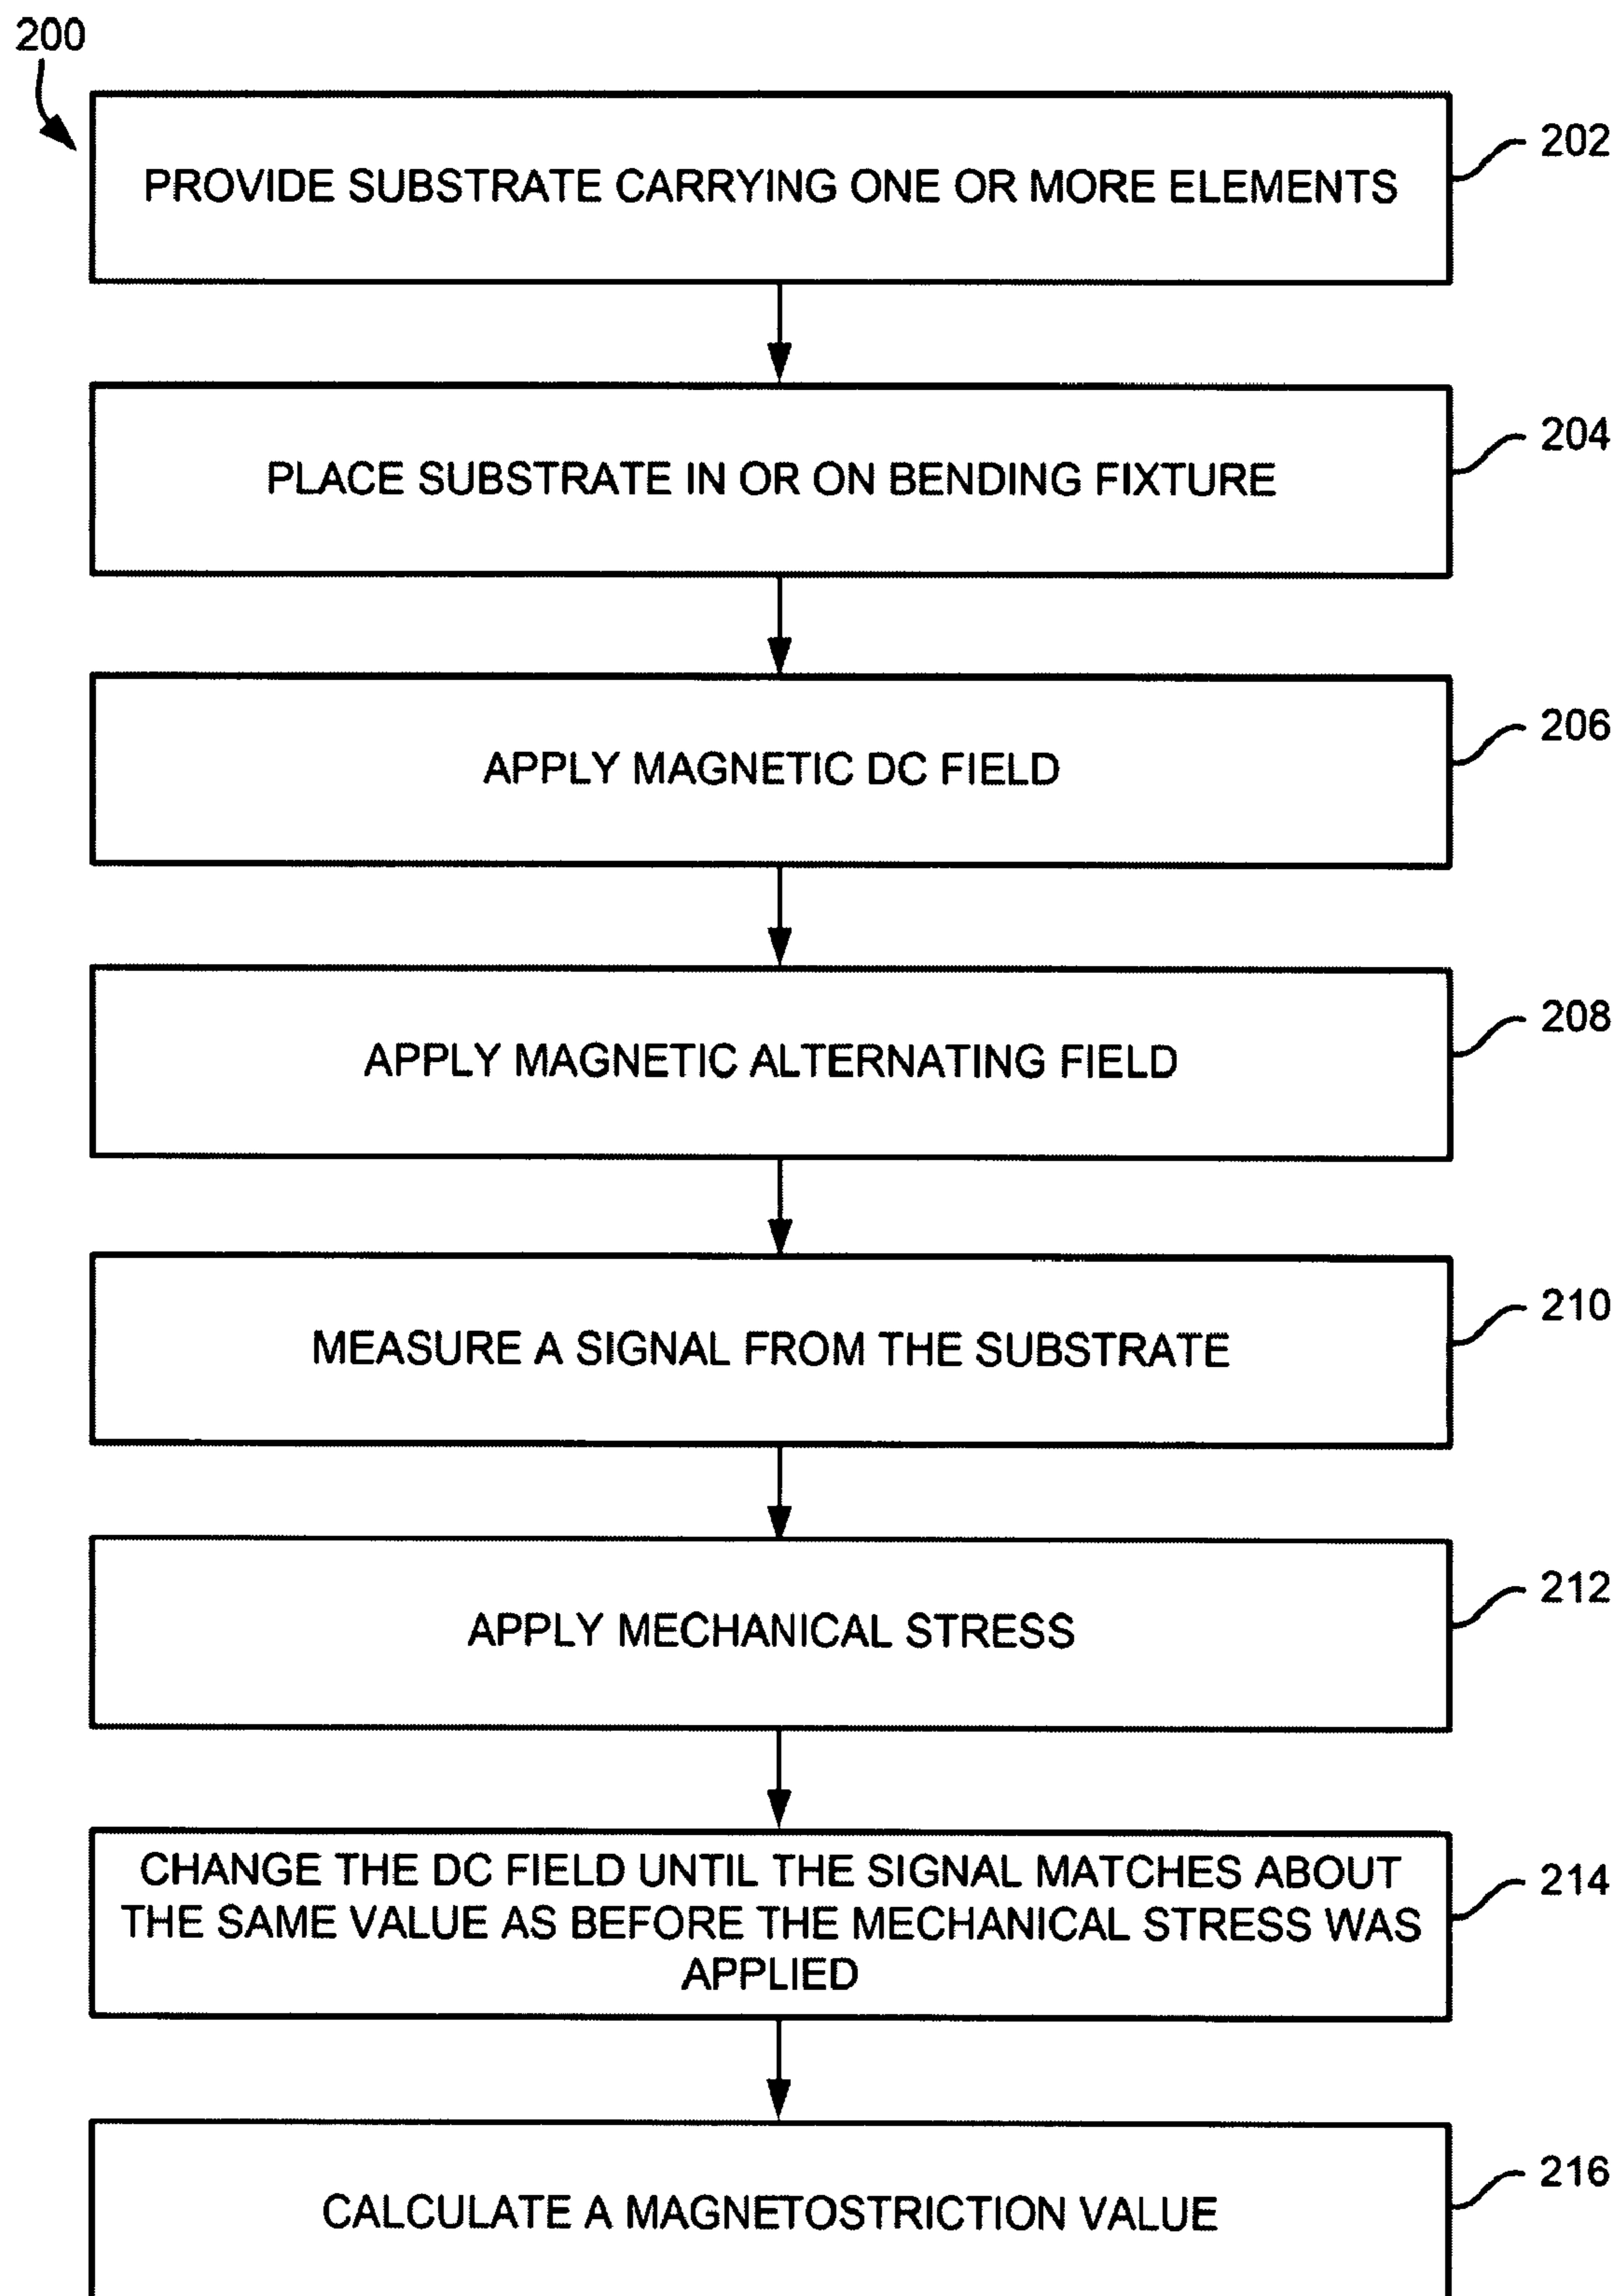 200
PROVIDE SUBSTRATE CARRYING ONE OR MORE ELEMENTS
202
PLACE SUBSTRATE IN OR ON BENDING FIXTURE
204
APPLY MAGNETIC DC FIELD
206
APPLY MAGNETIC ALTERNATING FIELD
208
MEASURE A SIGNAL FROM THE SUBSTRATE
210
APPLY MECHANICAL STRESS
212
CHANGE THE DC FIELD UNTIL THE SIGNAL MATCHES ABOUT
THE SAME VALUE AS BEFORE THE MECHANICAL STRESS WAS
APPLIED
214
CALCULATE A MAGNETOSTRICTION VALUE
216